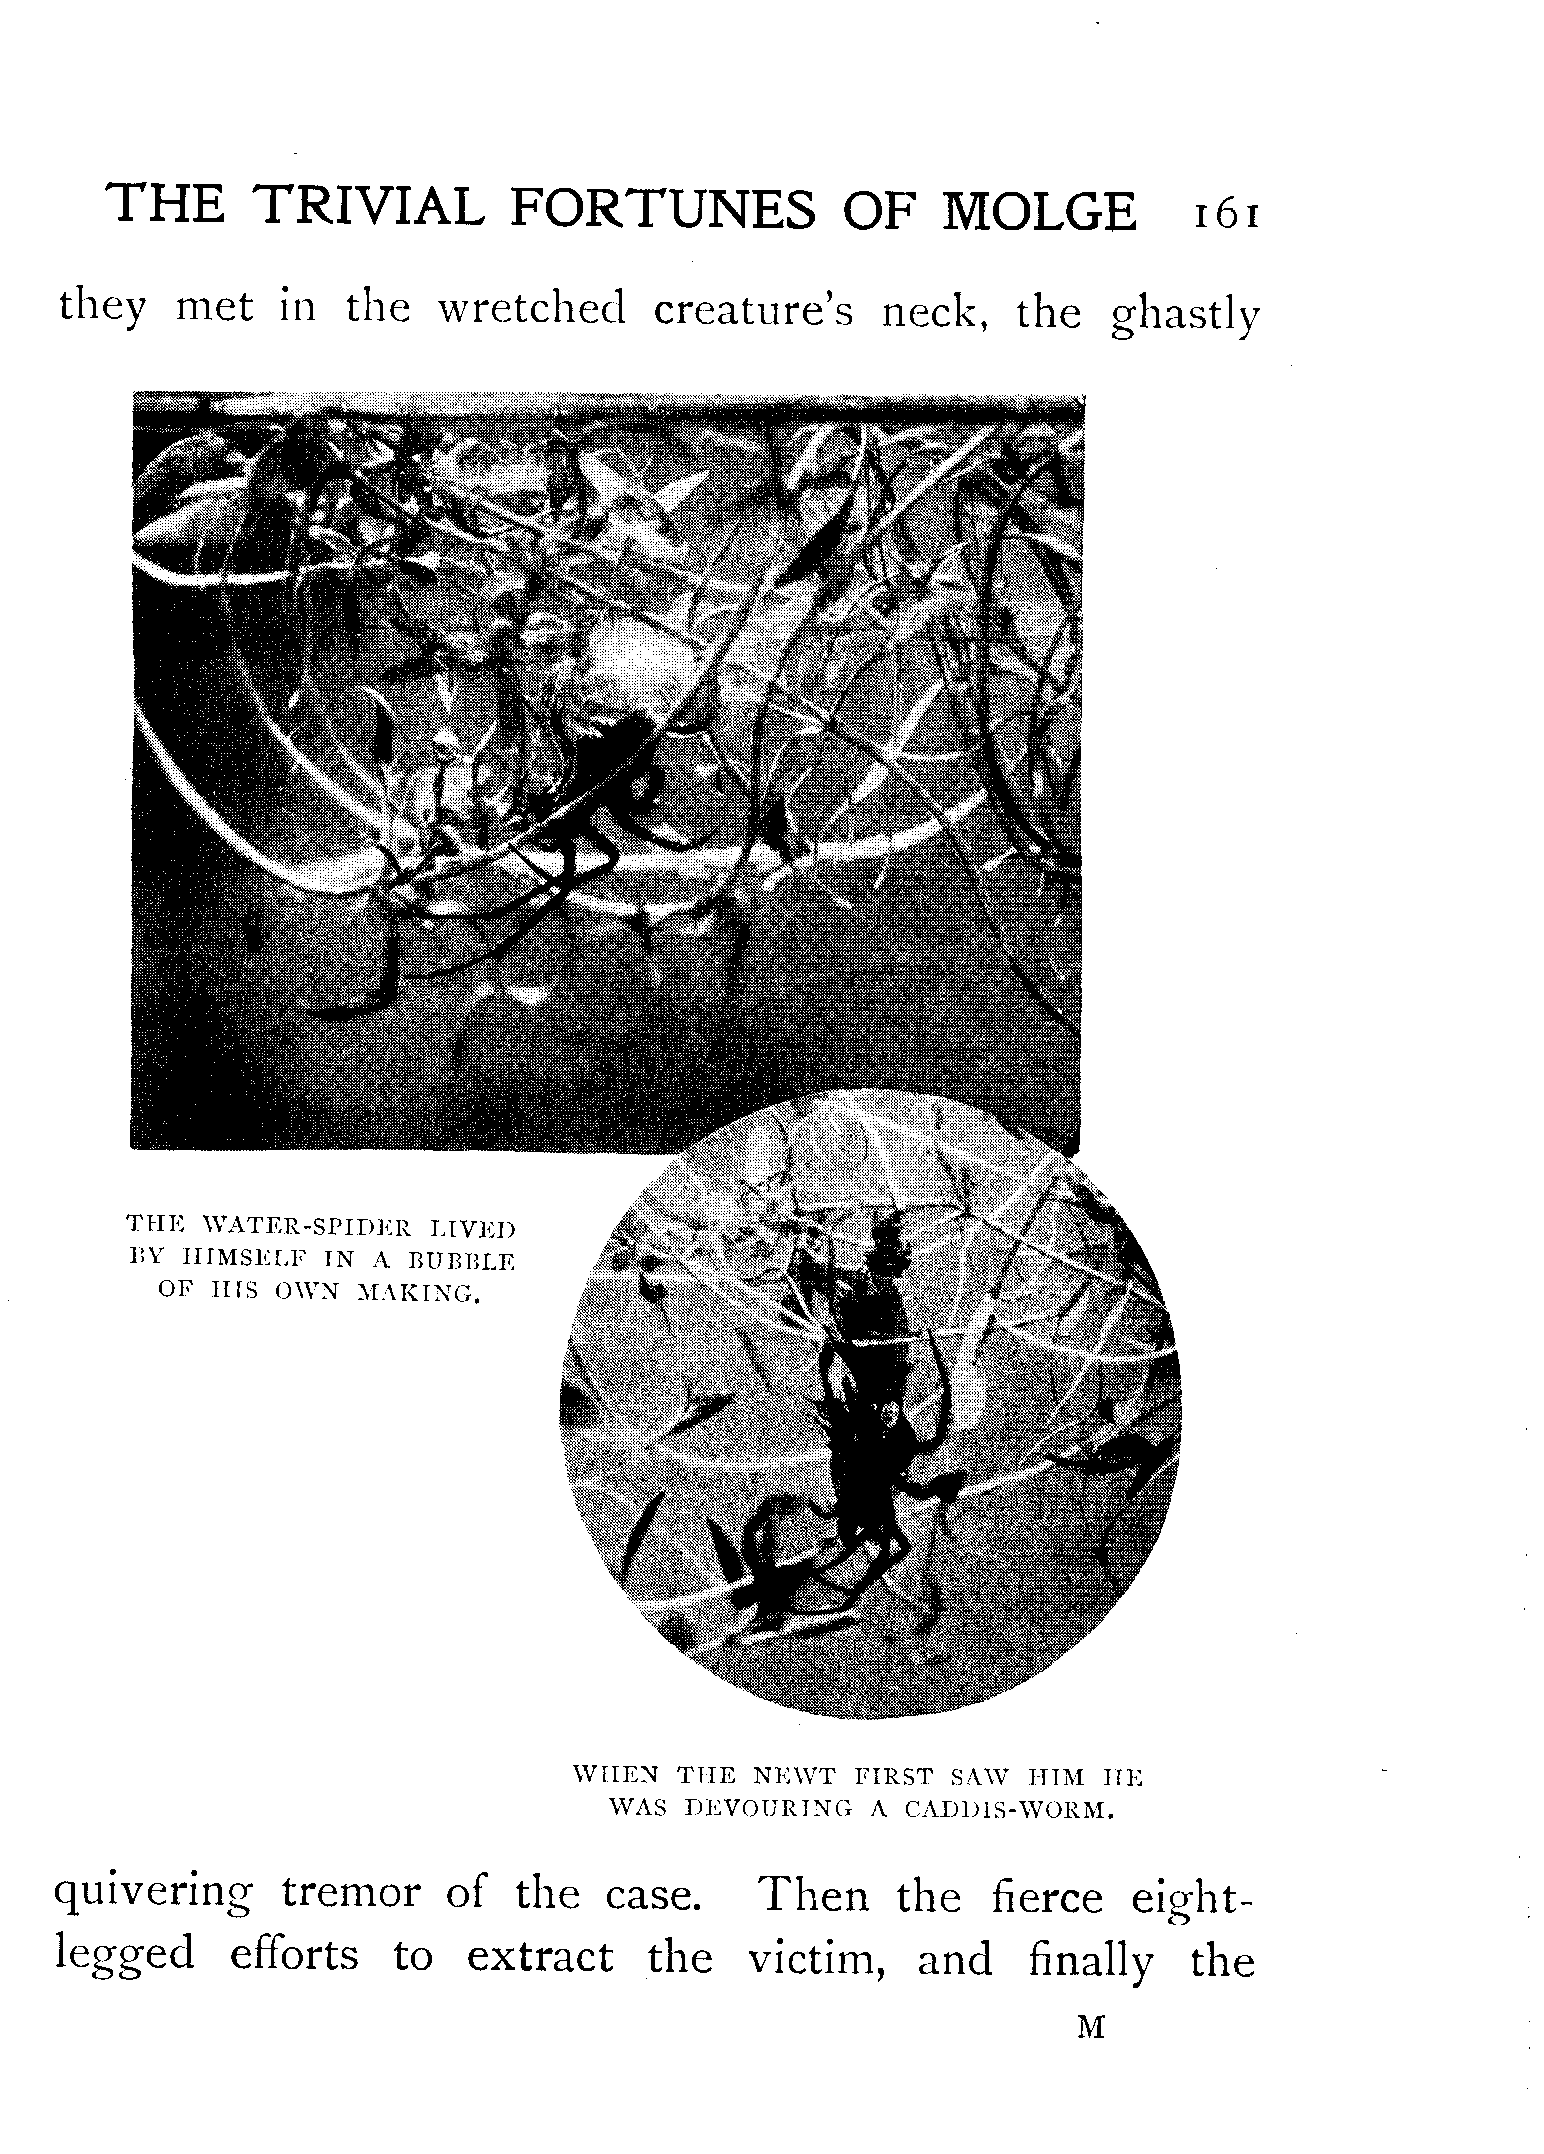 THE TRIVIAL FORTUNES OF MOLGE 161
they met in the wretched creature's neck, the ghastly
THE WATER-SPIDER LIVED
BY HIMSELF IN A BUBBLE
OF HIS OWN MAKING.
WHEN THE NEWT FIRST SAW HIM HE
WAS DEVOURING A CADDIS-WORM.
quivering tremor of the case. Then the fierce eight-
legged efforts to extract the victim, and finally the
M